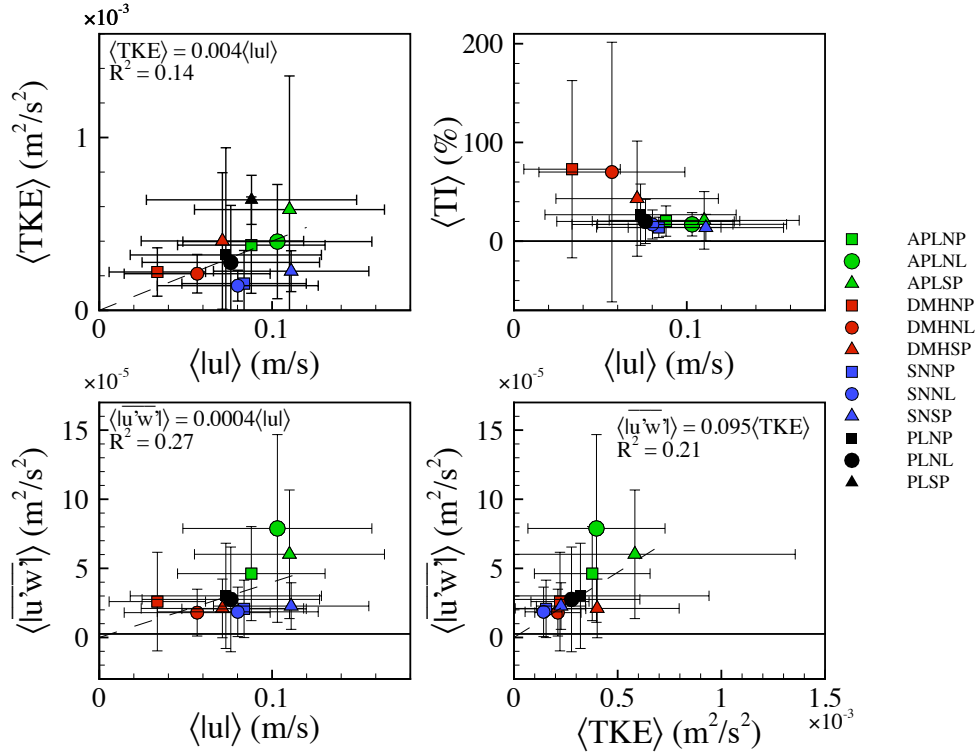 ×10⁻³
⟨TKE⟩ = 0.004⟨|u|⟩
R² = 0.14
1
0
0
0.1
⟨TKE⟩ (m²/s²)
⟨|u|⟩ (m/s)
200
100
0
0
0.1
⟨TI⟩ (%)
⟨|u|⟩ (m/s)
APLNP
APLNL
APLSP
DMHNP
DMHNL
DMHSP
SNNP
SNNL
SNSP
PLNP
PLNL
PLSP
×10⁻⁵
⟨|u'w'|⟩ = 0.0004⟨|u|⟩
R² = 0.27
15
10
5
0
0
0.1
⟨|u'w'|⟩ (m²/s²)
⟨|u|⟩ (m/s)
×10⁻⁵
⟨|u'w'|⟩ = 0.095⟨TKE⟩
R² = 0.21
15
10
5
0
0
0.5
1
1.5
×10⁻³
⟨|u'w'|⟩ (m²/s²)
⟨TKE⟩ (m²/s²)